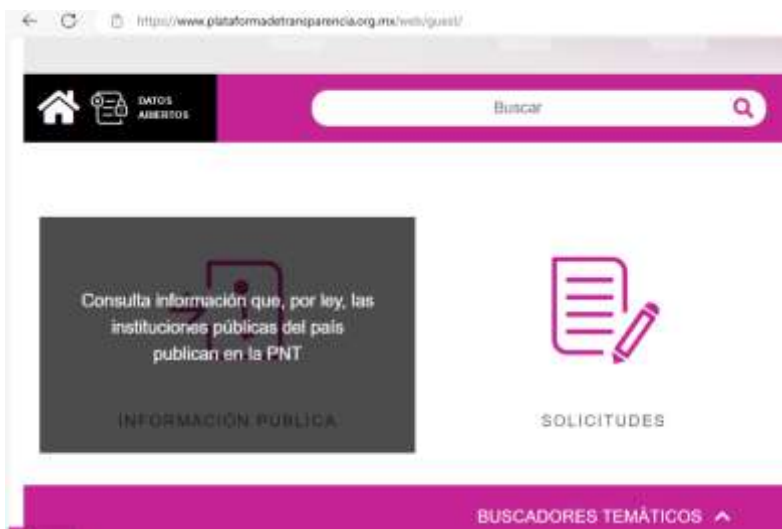 https://www.plataformadetransparencia.org.mx/web/guest/
DATOS
ABIERTOS
Buscar
Consulta información que, por ley, las
instituciones públicas del país
publican en la PNT
INFORMACIÓN PÚBLICA
SOLICITUDES
BUSCADORES TEMÁTICOS